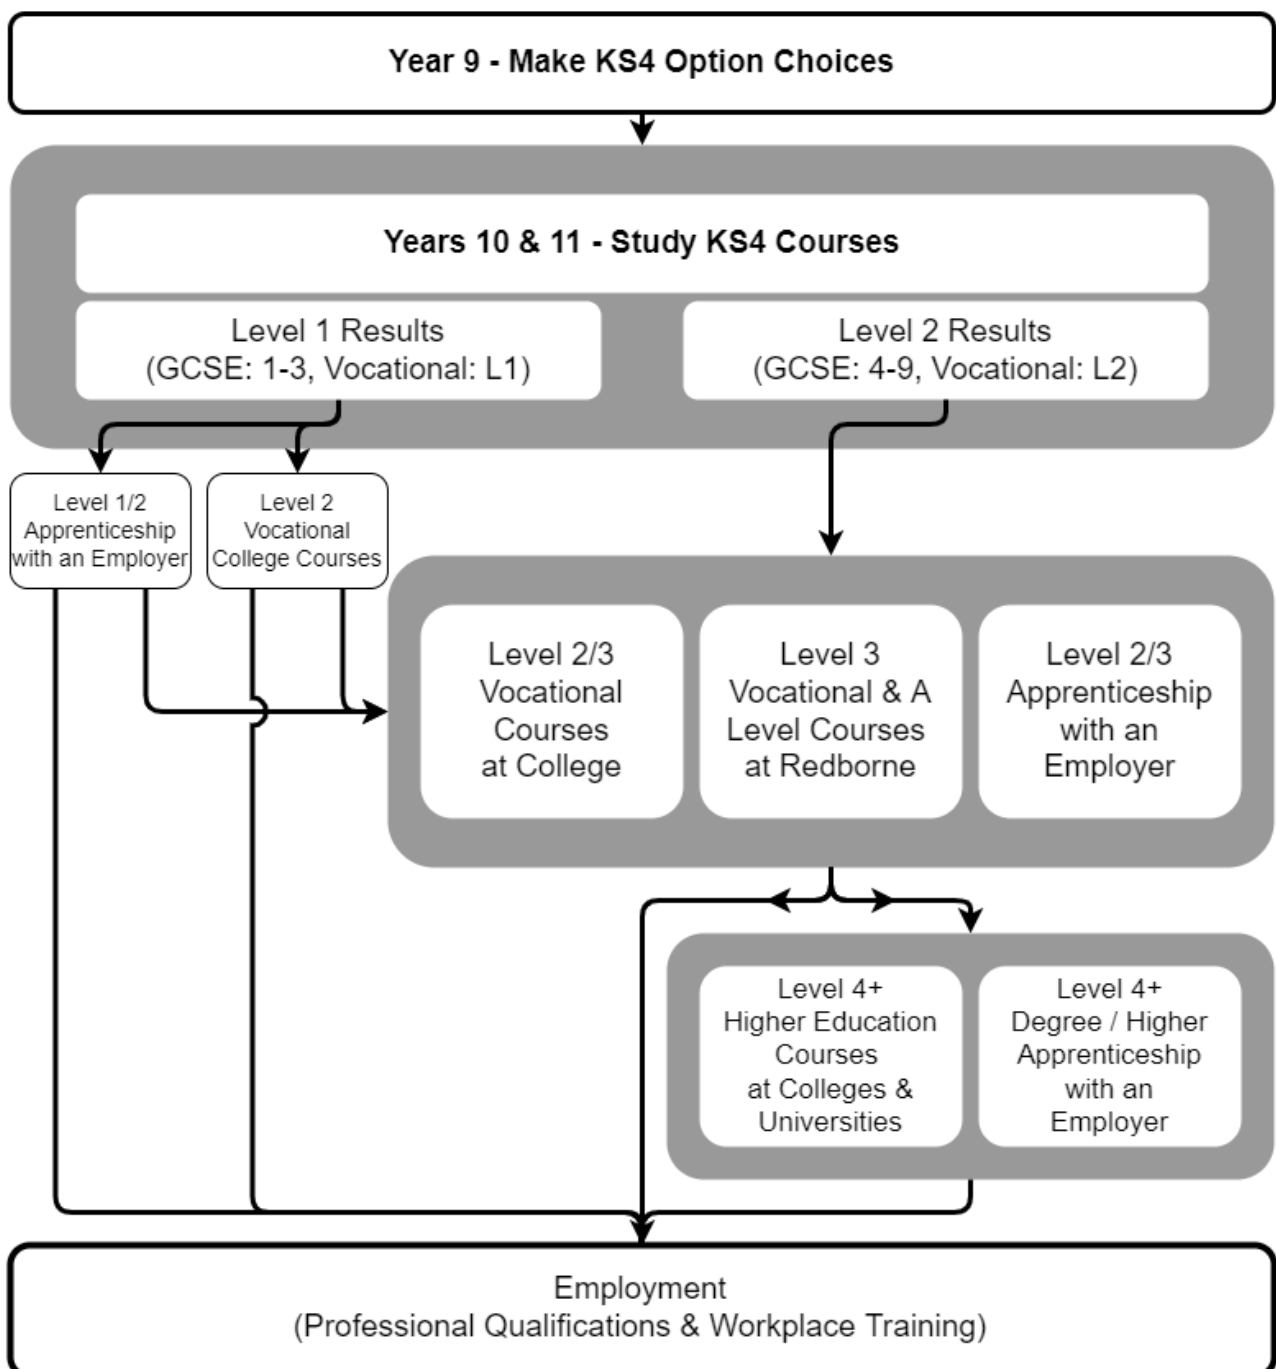 Year 9 - Make KS4 Option Choices
Years 10 & 11 - Study KS4 Courses
Level 1 Results
(GCSE: 1-3, Vocational: L1)
Level 2 Results
(GCSE: 4-9, Vocational: L2)
Level 1/2
Apprenticeship
with an Employer
Level 2
Vocational
College Courses
Level 2/3
Vocational
Courses
at College
Level 3
Vocational & A
Level Courses
at Redborne
Level 2/3
Apprenticeship
with an
Employer
Level 4+
Higher Education
Courses
at Colleges &
Universities
Level 4+
Degree / Higher
Apprenticeship
with an
Employer
Employment
(Professional Qualifications & Workplace Training)